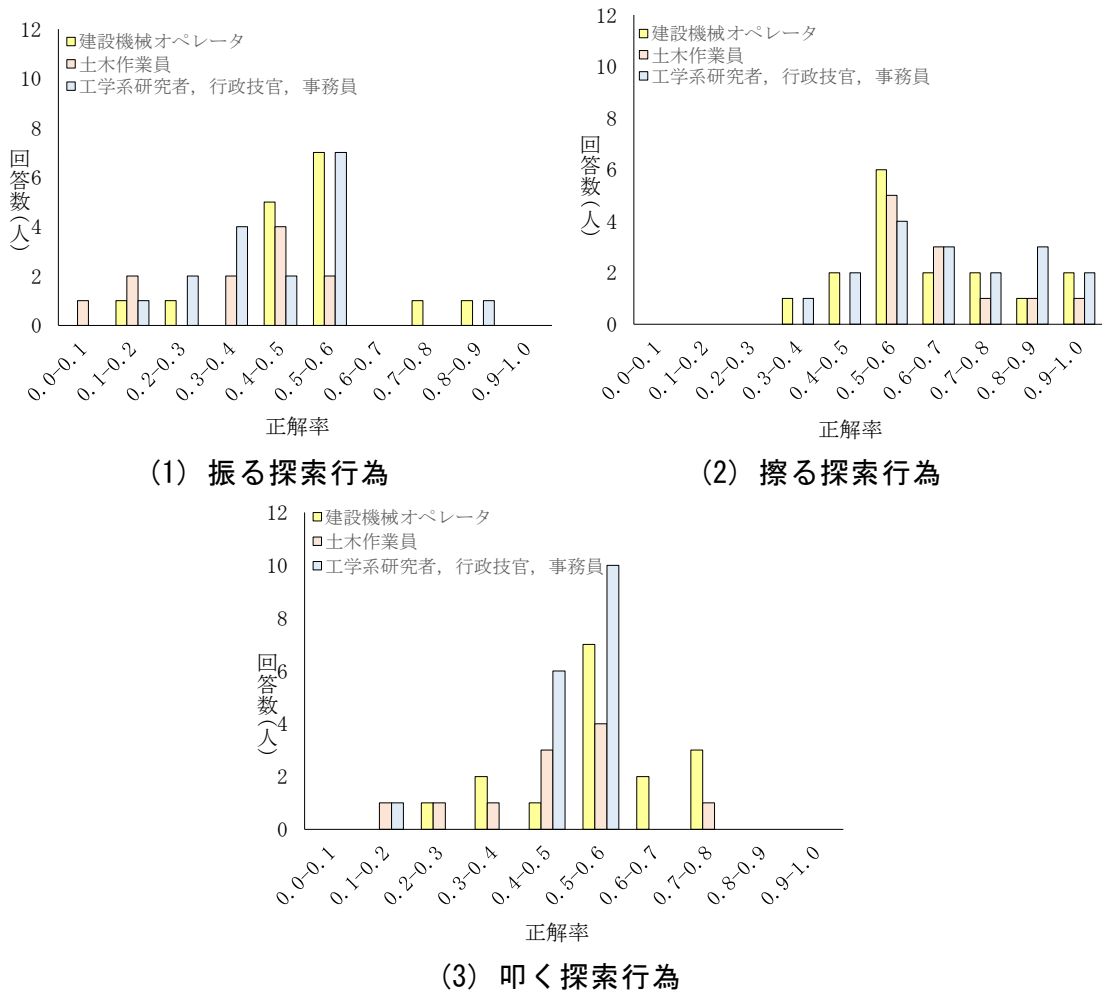 12
10
8
6
4
2
0
建設機械オペレータ
土木作業員
工学系研究者，行政技官，事務員
回答数(人)
0.0-0.1
0.1-0.2
0.2-0.3
0.3-0.4
0.4-0.5
0.5-0.6
0.6-0.7
0.7-0.8
0.8-0.9
0.9-1.0
正解率
(1) 振る探索行為
12
10
8
6
4
2
0
建設機械オペレータ
土木作業員
工学系研究者，行政技官，事務員
回答数(人)
0.0-0.1
0.1-0.2
0.2-0.3
0.3-0.4
0.4-0.5
0.5-0.6
0.6-0.7
0.7-0.8
0.8-0.9
0.9-1.0
正解率
(2) 擦る探索行為
12
10
8
6
4
2
0
建設機械オペレータ
土木作業員
工学系研究者，行政技官，事務員
回答数(人)
0.0-0.1
0.1-0.2
0.2-0.3
0.3-0.4
0.4-0.5
0.5-0.6
0.6-0.7
0.7-0.8
0.8-0.9
0.9-1.0
正解率
(3) 叩く探索行為